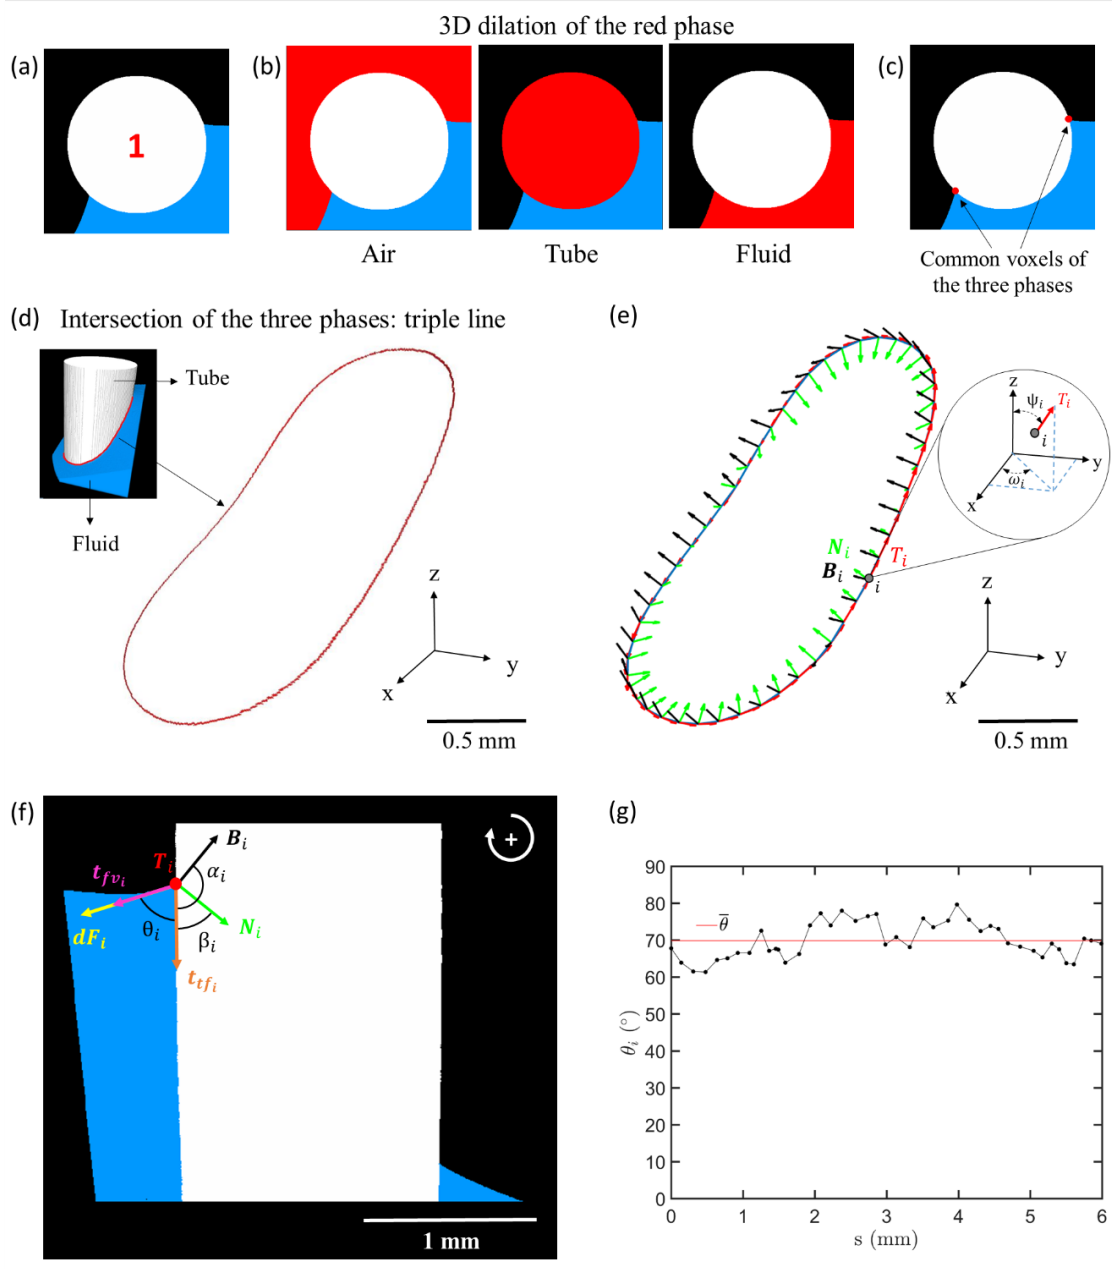 3D dilation of the red phase
(a)
(b)
(c)
1
Air
Tube
Fluid
Common voxels of
the three phases
(d) Intersection of the three phases: triple line
Tube
Fluid
z
y
x
0.5 mm
(e)
z
ψi
Ti
i
y
ωi
x
Ni
Ti
Bi
i
z
y
x
0.5 mm
(f)
Bi
Ti
αi
tfvi
Ni
dFi
θi
βi
ttfi
+
1 mm
(g)
90
80
70
60
50
40
30
20
10
0
θ̅
θi (°)
0 1 2 3 4 5 6
s (mm)